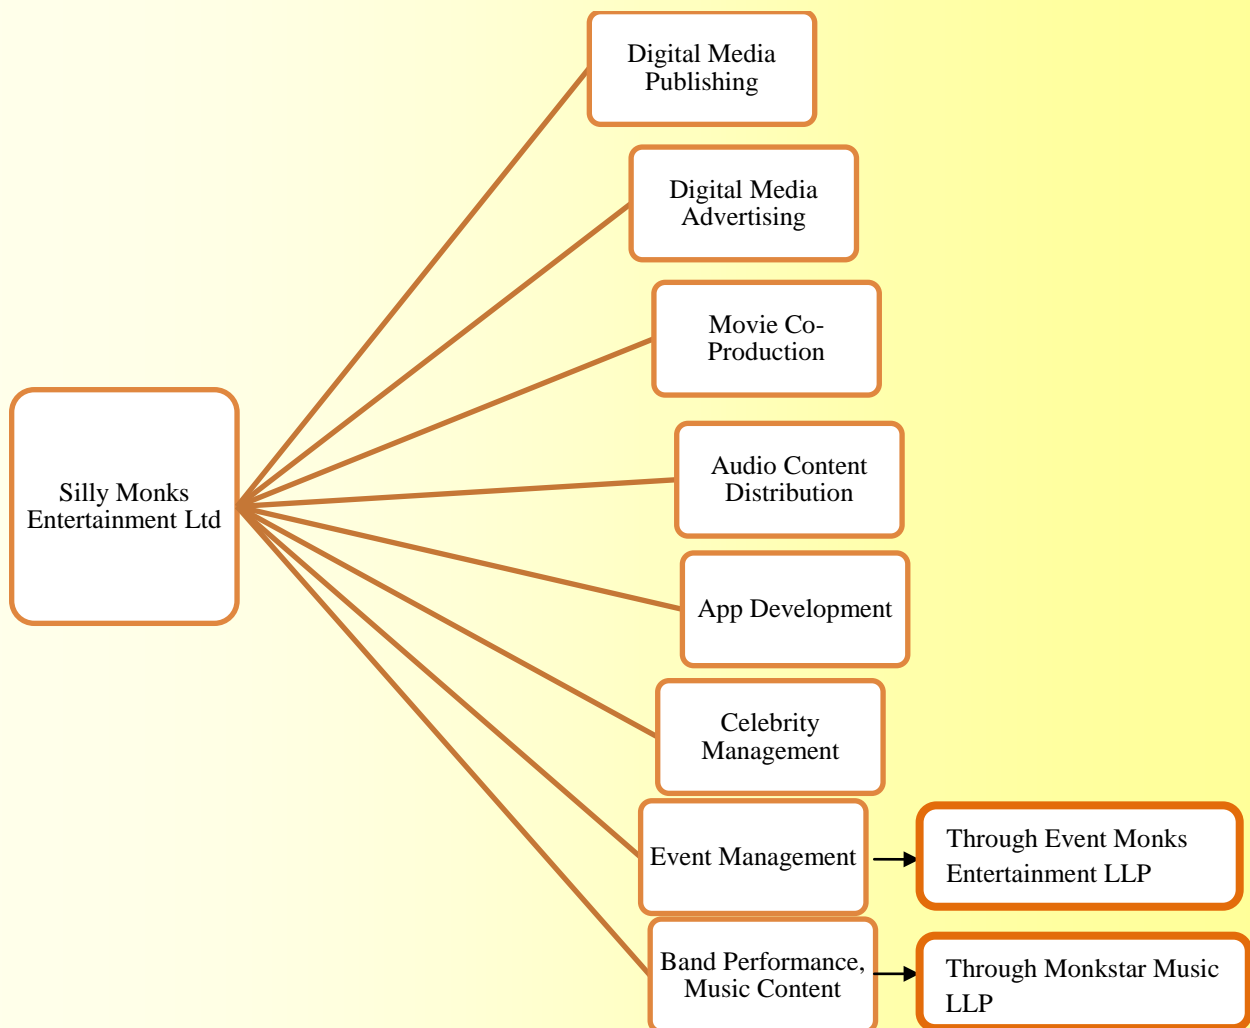 Digital Media
Publishing
Digital Media
Advertising
Movie Co-
Production
Audio Content
Distribution
Silly Monks
Entertainment Ltd
App Development
Celebrity
Management
Event Management
Through Event Monks
Entertainment LLP
Band Performance,
Music Content
Through Monkstar Music
LLP